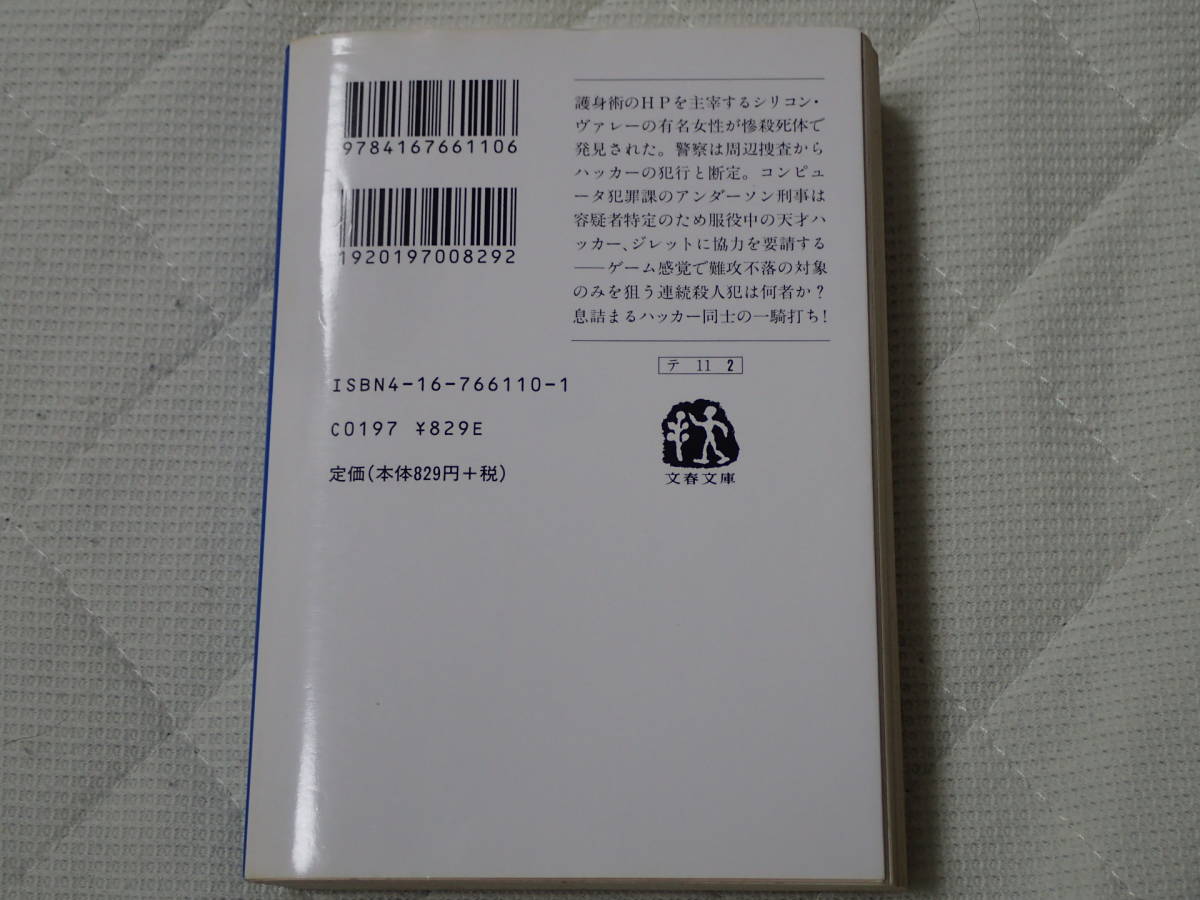 9784167661106
1920197008292
ISBN4-16-766110-1
C0197 ¥829E
定価(本体829円+税)
護身術のHPを主宰するシリコン・
ヴァレーの有名女性が惨殺死体で
発見された。警察は周辺捜査から
ハッカーの犯行と断定。コンピュ
ータ犯罪課のアンダーソン刑事は
容疑者特定のため服役中の天才ハ
ッカー、ジレットに協力を要請する
──ゲーム感覚で難攻不落の対象
のみを狙う連続殺人犯は何者か?
息詰まるハッカー同士の一騎打ち!
テ 11 2
文春文庫